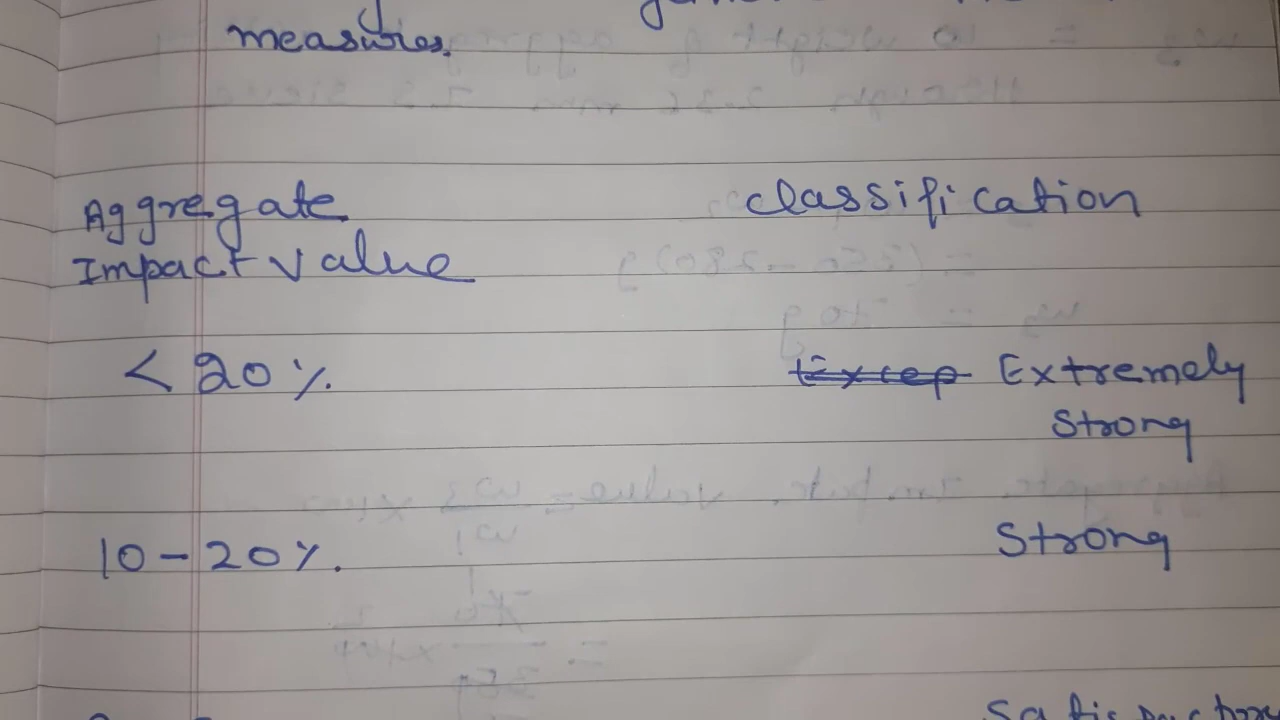 measures.
Aggregate classification
Impact value
< 20 %. Extremely
Strong
10 - 20 %. Strong